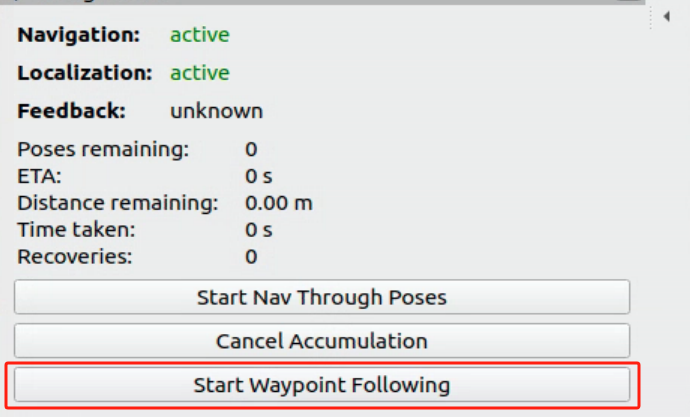 Navigation: active
Localization: active
Feedback: unknown
Poses remaining: 0
ETA: 0 s
Distance remaining: 0.00 m
Time taken: 0 s
Recoveries: 0
Start Nav Through Poses
Cancel Accumulation
Start Waypoint Following